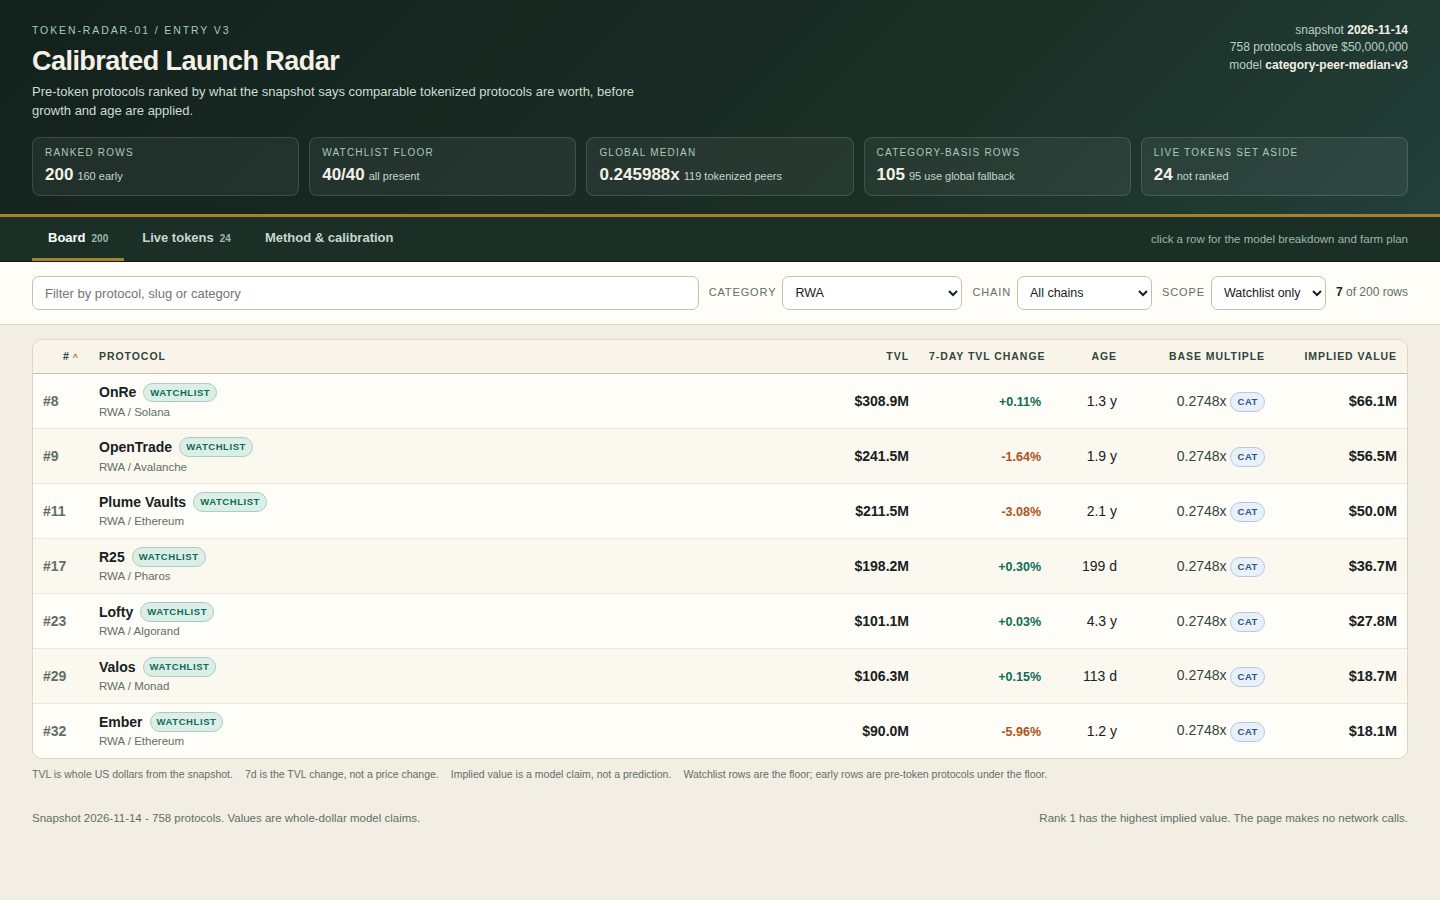 TOKEN-RADAR-01 / ENTRY V3
Calibrated Launch Radar
Pre-token protocols ranked by what the snapshot says comparable tokenized protocols are worth, before
growth and age are applied.
snapshot 2026-11-14
758 protocols above $50,000,000
model category-peer-median-v3
RANKED ROWS
200 160 early
WATCHLIST FLOOR
40/40 all present
GLOBAL MEDIAN
0.245988x 119 tokenized peers
CATEGORY-BASIS ROWS
105 95 use global fallback
LIVE TOKENS SET ASIDE
24 not ranked
Board 200 Live tokens 24 Method & calibration click a row for the model breakdown and farm plan
Filter by protocol, slug or category CATEGORY RWA CHAIN All chains SCOPE Watchlist only 7 of 200 rows
# ^ PROTOCOL TVL 7-DAY TVL CHANGE AGE BASE MULTIPLE IMPLIED VALUE
#8 OnRe WATCHLIST $308.9M +0.11% 1.3 y 0.2748x CAT $66.1M
RWA / Solana
#9 OpenTrade WATCHLIST $241.5M -1.64% 1.9 y 0.2748x CAT $56.5M
RWA / Avalanche
#11 Plume Vaults WATCHLIST $211.5M -3.08% 2.1 y 0.2748x CAT $50.0M
RWA / Ethereum
#17 R25 WATCHLIST $198.2M +0.30% 199 d 0.2748x CAT $36.7M
RWA / Pharos
#23 Lofty WATCHLIST $101.1M +0.03% 4.3 y 0.2748x CAT $27.8M
RWA / Algorand
#29 Valos WATCHLIST $106.3M +0.15% 113 d 0.2748x CAT $18.7M
RWA / Monad
#32 Ember WATCHLIST $90.0M -5.96% 1.2 y 0.2748x CAT $18.1M
RWA / Ethereum
TVL is whole US dollars from the snapshot. 7d is the TVL change, not a price change. Implied value is a model claim, not a prediction. Watchlist rows are the floor; early rows are pre-token protocols under the floor.
Snapshot 2026-11-14 - 758 protocols. Values are whole-dollar model claims. Rank 1 has the highest implied value. The page makes no network calls.